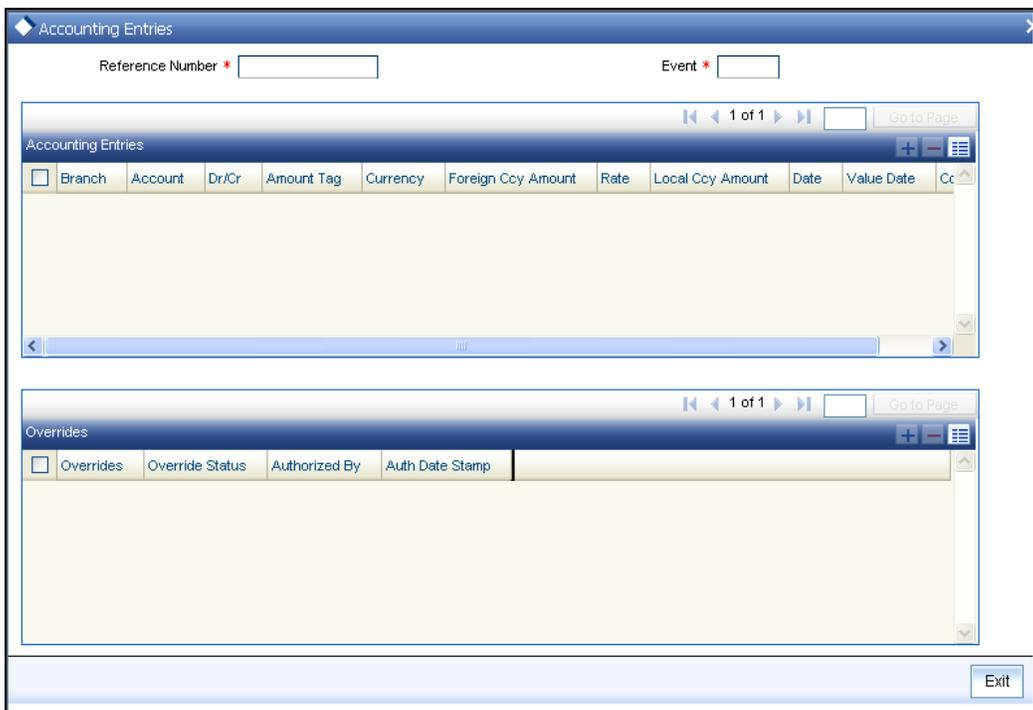 Accounting Entries
Reference Number * Event *
1 of 1 Go to Page
Accounting Entries
Branch Account Dr/Cr Amount Tag Currency Foreign Ccy Amount Rate Local Ccy Amount Date Value Date
1 of 1 Go to Page
Overrides
Overrides Override Status Authorized By Auth Date Stamp
Exit